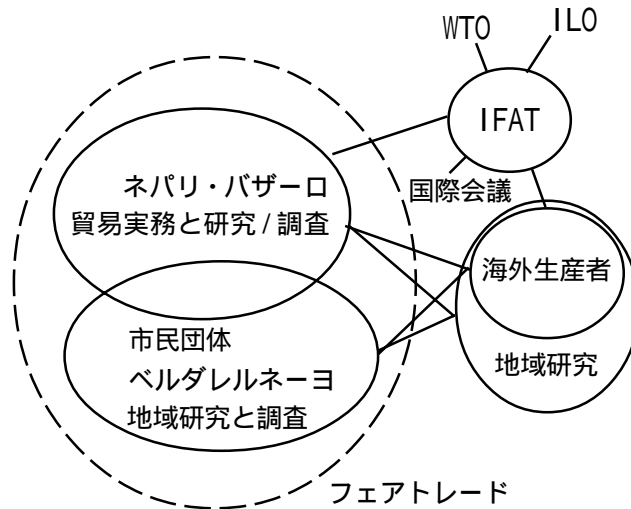 WTO
ILO
IFAT
国際会議
ネパリ・バザーロ
貿易実務と研究/調査
海外生産者
地域研究
市民団体
ベルダレルネーヨ
地域研究と調査
フェアトレード